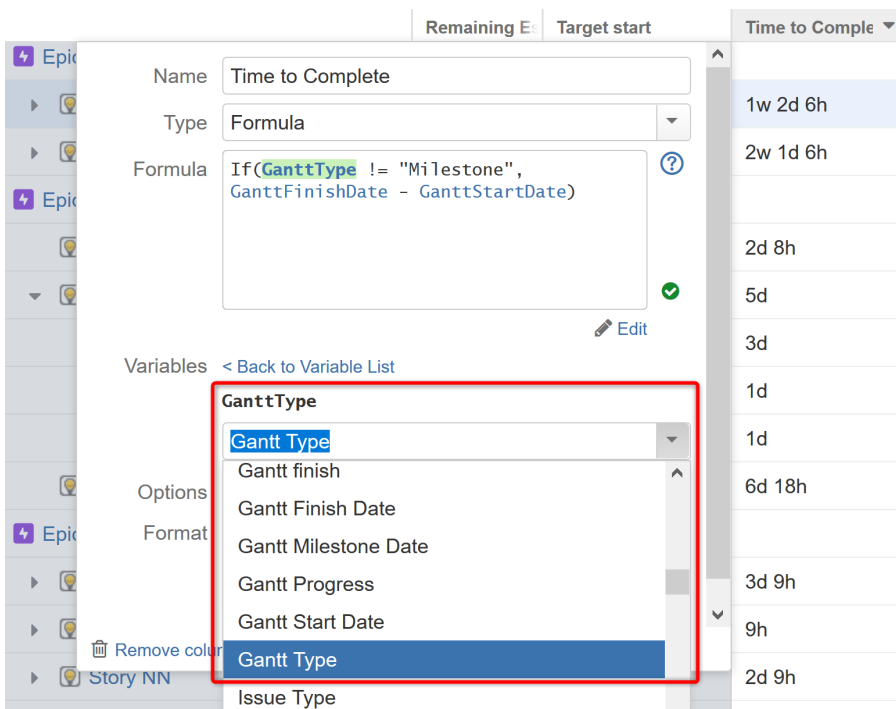 Remaining Es
Target start
Time to Comple
Epic
Name
Time to Complete
1w 2d 6h
Type
Formula
2w 1d 6h
Formula
If(GanttType != "Milestone",
GanttFinishDate - GanttStartDate)
Epic
2d 8h
5d
Edit
3d
Variables
< Back to Variable List
1d
GanttType
Gantt Type
1d
Gantt finish
Options
6d 18h
Gantt Finish Date
Epic
Format
Gantt Milestone Date
Gantt Progress
3d 9h
Gantt Start Date
9h
Remove colum
Gantt Type
Story NN
2d 9h
Issue Type